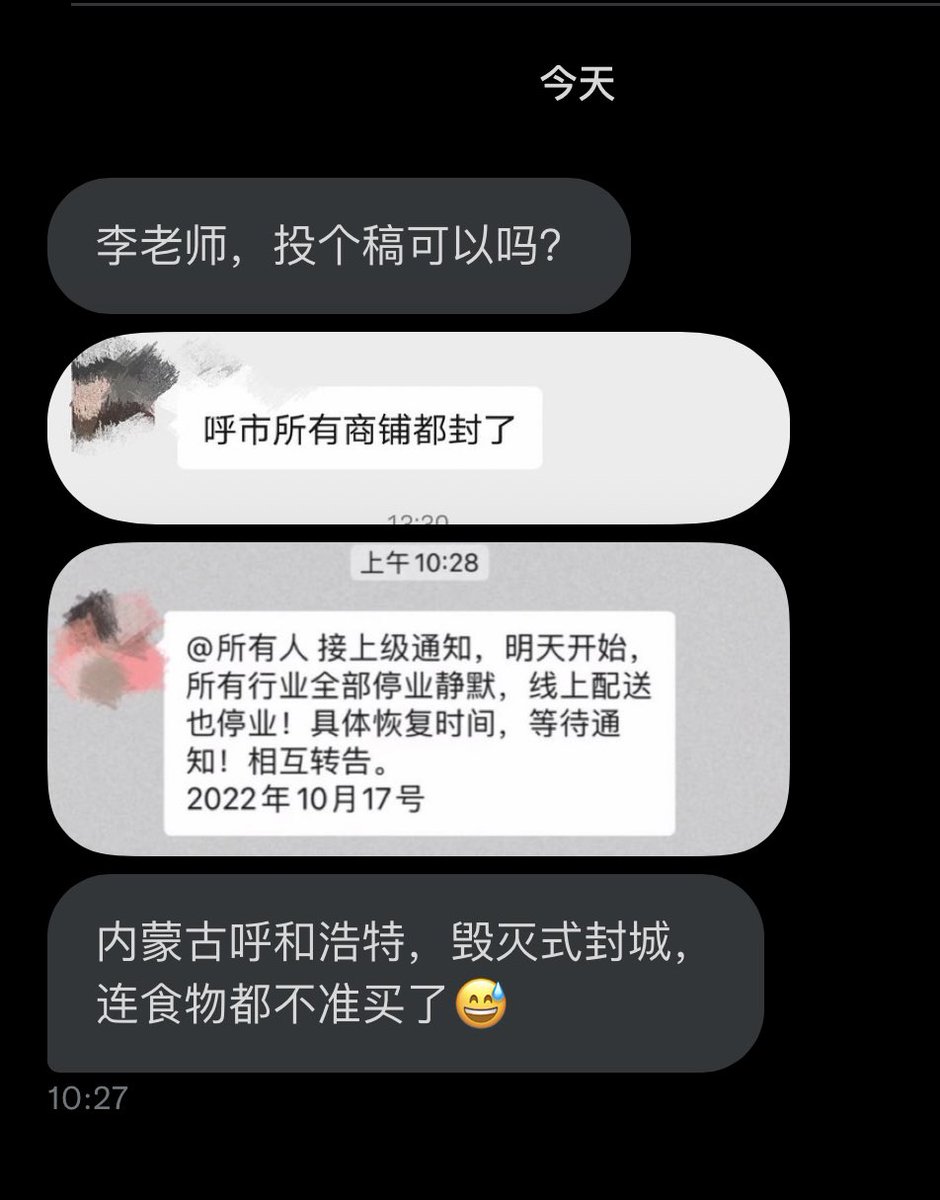 今天
李老师，投个稿可以吗？
呼市所有商铺都封了
上午10:28
@所有人 接上级通知，明天开始，
所有行业全部停业静默，线上配送
也停业！具体恢复时间，等待通
知！相互转告。
2022年10月17号
内蒙古呼和浩特，毁灭式封城，
连食物都不准买了😅
10:27